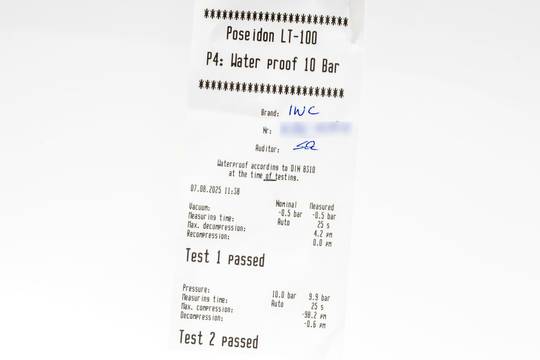 ********************************
Poseidon LT-100
P4: Water proof 10 Bar
********************************
Brand: IWC
Nr:
Auditor:
Waterproof according to DIN 8310
at the time of testing.
07.08.2025 11:38
Nominal Measured
Vacuum: -0.5 bar -0.5 bar
Measuring time: Auto 25 s
Max. decompression: 4.2 µm
Recompression: 0.0 µm
Test 1 passed
Pressure: 10.0 bar 9.9 bar
Measuring time: Auto 25 s
Max. compression: -98.2 µm
Decompression: -0.6 µm
Test 2 passed